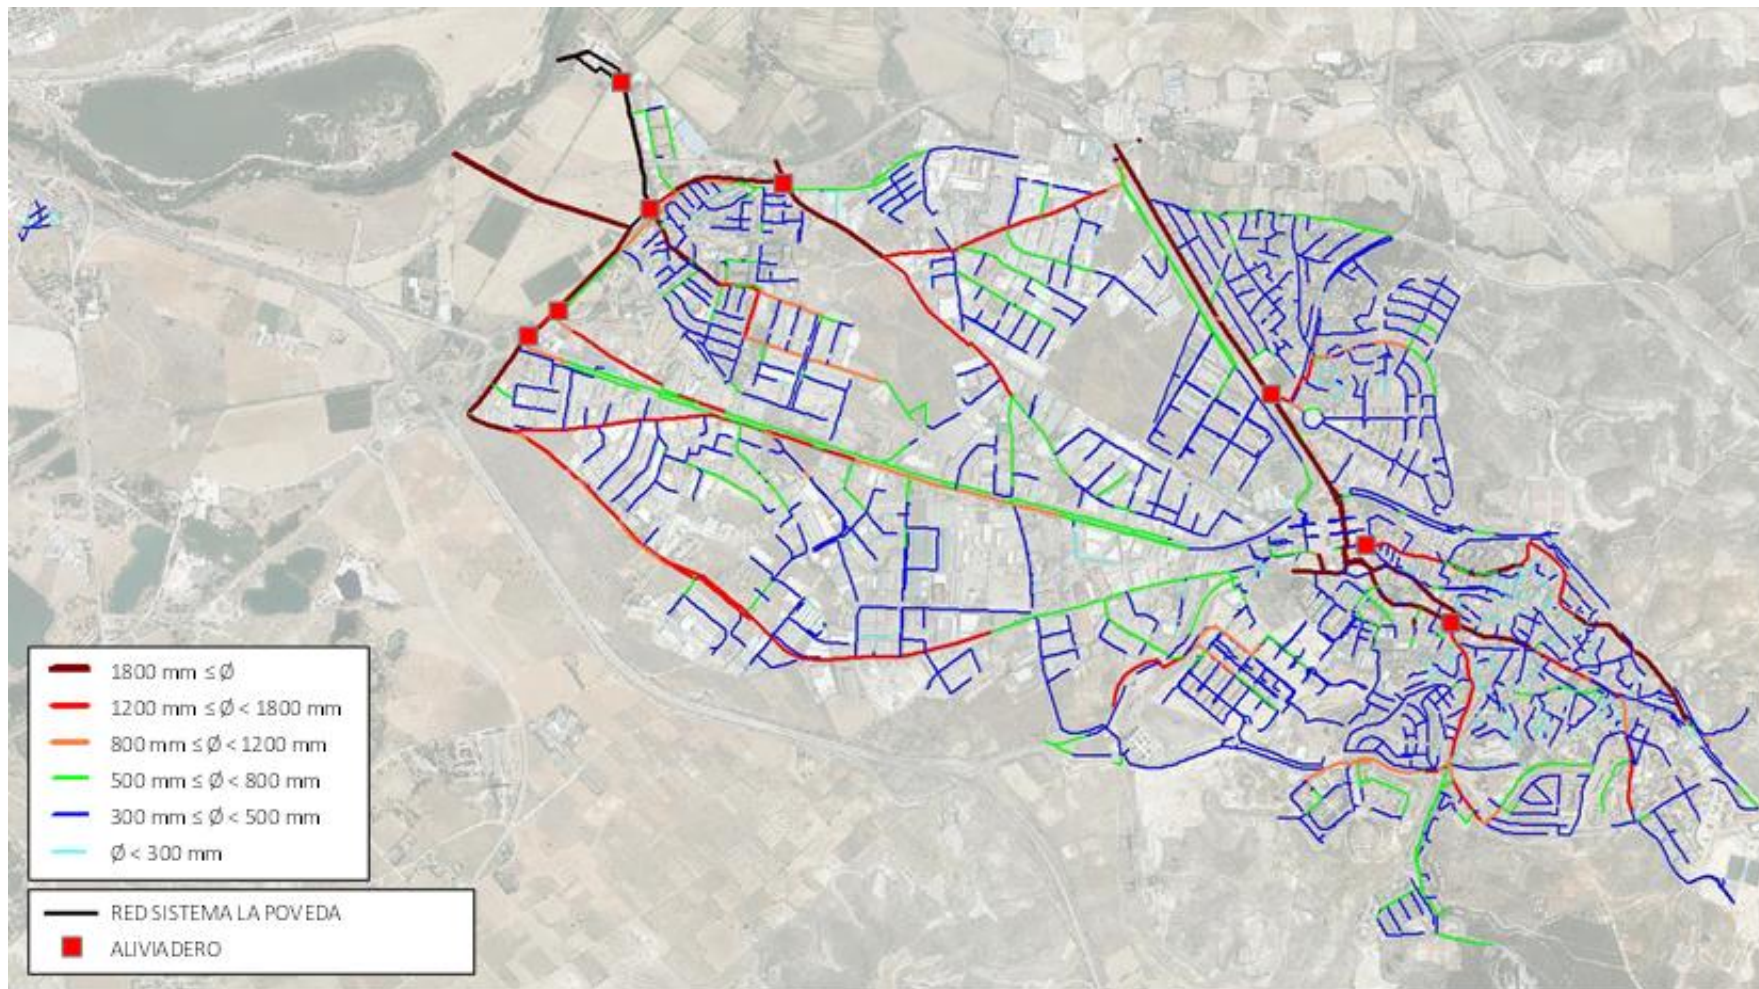 1800 mm ≤ Ø
1200 mm ≤ Ø < 1800 mm
800 mm ≤ Ø < 1200 mm
500 mm ≤ Ø < 800 mm
300 mm ≤ Ø < 500 mm
Ø < 300 mm
RED SISTEMA LA POVEDA
ALIVIADERO